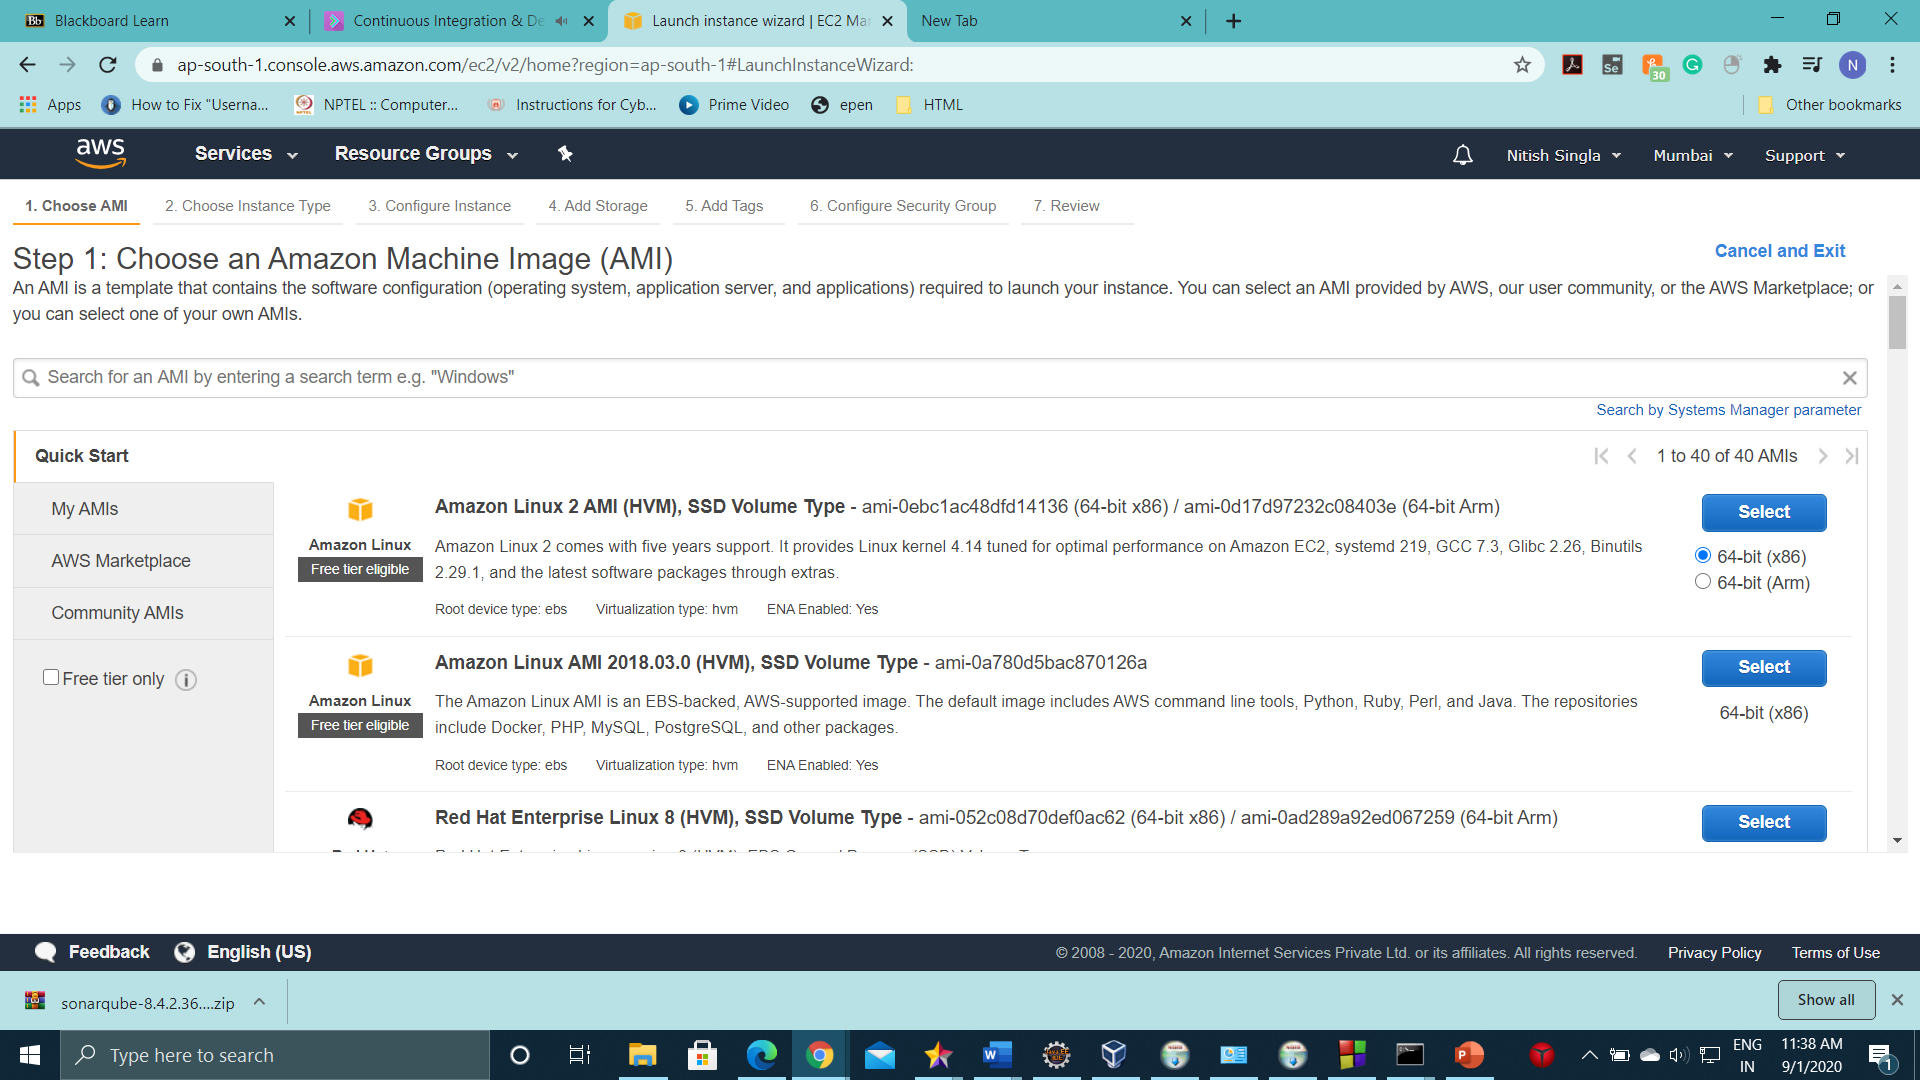 Blackboard Learn
Continuous Integration & De
Launch instance wizard | EC2 Ma
New Tab
ap-south-1.console.aws.amazon.com/ec2/v2/home?region=ap-south-1#LaunchInstanceWizard:
Se
30
N
Apps
How to Fix "Userna...
NPTEL :: Computer...
Instructions for Cyb...
Prime Video
epen
HTML
Other bookmarks
aws
Services
Resource Groups
Nitish Singla
Mumbai
Support
1. Choose AMI
2. Choose Instance Type
3. Configure Instance
4. Add Storage
5. Add Tags
6. Configure Security Group
7. Review
Step 1: Choose an Amazon Machine Image (AMI)
Cancel and Exit
An AMI is a template that contains the software configuration (operating system, application server, and applications) required to launch your instance. You can select an AMI provided by AWS, our user community, or the AWS Marketplace; or
you can select one of your own AMIs.
Search for an AMI by entering a search term e.g. "Windows"
Search by Systems Manager parameter
Quick Start
1 to 40 of 40 AMIs
My AMIs
AWS Marketplace
Community AMIs
Free tier only
Amazon Linux
Free tier eligible
Amazon Linux 2 AMI (HVM), SSD Volume Type - ami-0ebc1ac48dfd14136 (64-bit x86) / ami-0d17d97232c08403e (64-bit Arm)
Amazon Linux 2 comes with five years support. It provides Linux kernel 4.14 tuned for optimal performance on Amazon EC2, systemd 219, GCC 7.3, Glibc 2.26, Binutils
2.29.1, and the latest software packages through extras.
Root device type: ebs
Virtualization type: hvm
ENA Enabled: Yes
Select
64-bit (x86)
64-bit (Arm)
Amazon Linux
Free tier eligible
Amazon Linux AMI 2018.03.0 (HVM), SSD Volume Type - ami-0a780d5bac870126a
The Amazon Linux AMI is an EBS-backed, AWS-supported image. The default image includes AWS command line tools, Python, Ruby, Perl, and Java. The repositories
include Docker, PHP, MySQL, PostgreSQL, and other packages.
Root device type: ebs
Virtualization type: hvm
ENA Enabled: Yes
Select
64-bit (x86)
Red Hat Enterprise Linux 8 (HVM), SSD Volume Type - ami-052c08d70def0ac62 (64-bit x86) / ami-0ad289a92ed067259 (64-bit Arm)
Select
Feedback
English (US)
© 2008 - 2020, Amazon Internet Services Private Ltd. or its affiliates. All rights reserved.
Privacy Policy
Terms of Use
sonarqube-8.4.2.36....zip
Show all
Type here to search
ENG
IN
11:38 AM
9/1/2020
1